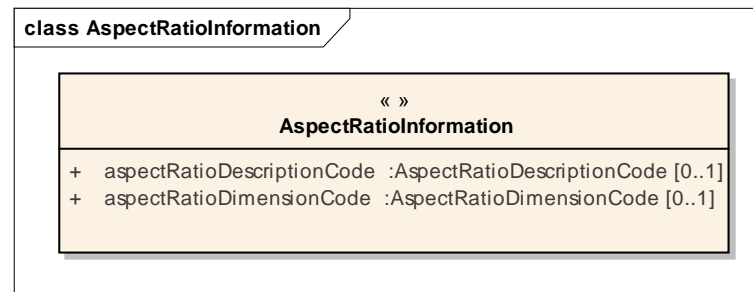 class AspectRatioInformation
« »
AspectRatioInformation
+ aspectRatioDescriptionCode :AspectRatioDescriptionCode [0..1]
+ aspectRatioDimensionCode :AspectRatioDimensionCode [0..1]